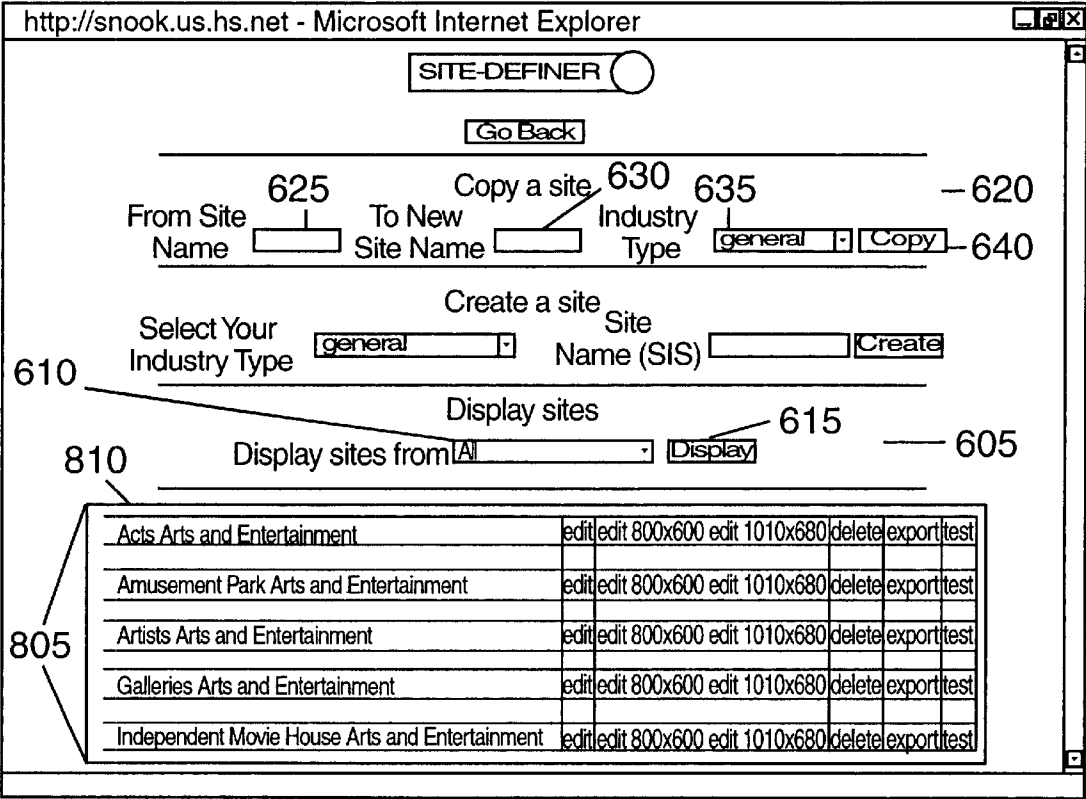 http://snook.us.hs.net - Microsoft Internet Explorer
SITE-DEFINER
Go Back
Copy a site
625 630 635 620
From Site Name To New Site Name Industry Type general Copy 640
Create a site
Select Your Industry Type general Site Name (SIS) Create
610
Display sites
615
Display sites from A Display 605
810
805
Acts Arts and Entertainment edit edit 800x600 edit 1010x680 delete export test
Amusement Park Arts and Entertainment edit edit 800x600 edit 1010x680 delete export test
Artists Arts and Entertainment edit edit 800x600 edit 1010x680 delete export test
Galleries Arts and Entertainment edit edit 800x600 edit 1010x680 delete export test
Independent Movie House Arts and Entertainment edit edit 800x600 edit 1010x680 delete export test